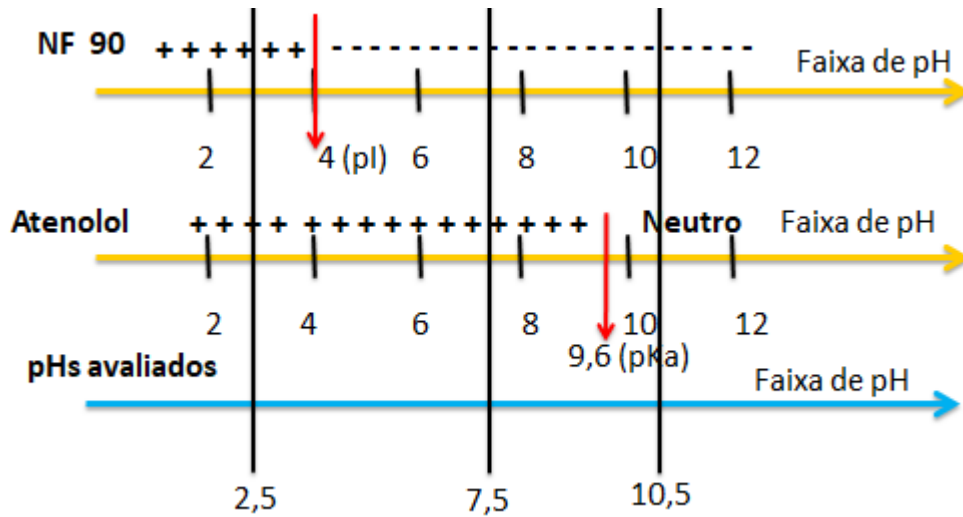 NF 90 + + + + + + - - - - - - - - - - - - - - - - - - - - - - -
Faixa de pH
2 4 (pI) 6 8 10 12
Atenolol + + + + + + + + + + + + + + + + + Neutro Faixa de pH
2 4 6 8 10 12
9,6 (pKa)
pHs avaliados
Faixa de pH
2,5 7,5 10,5